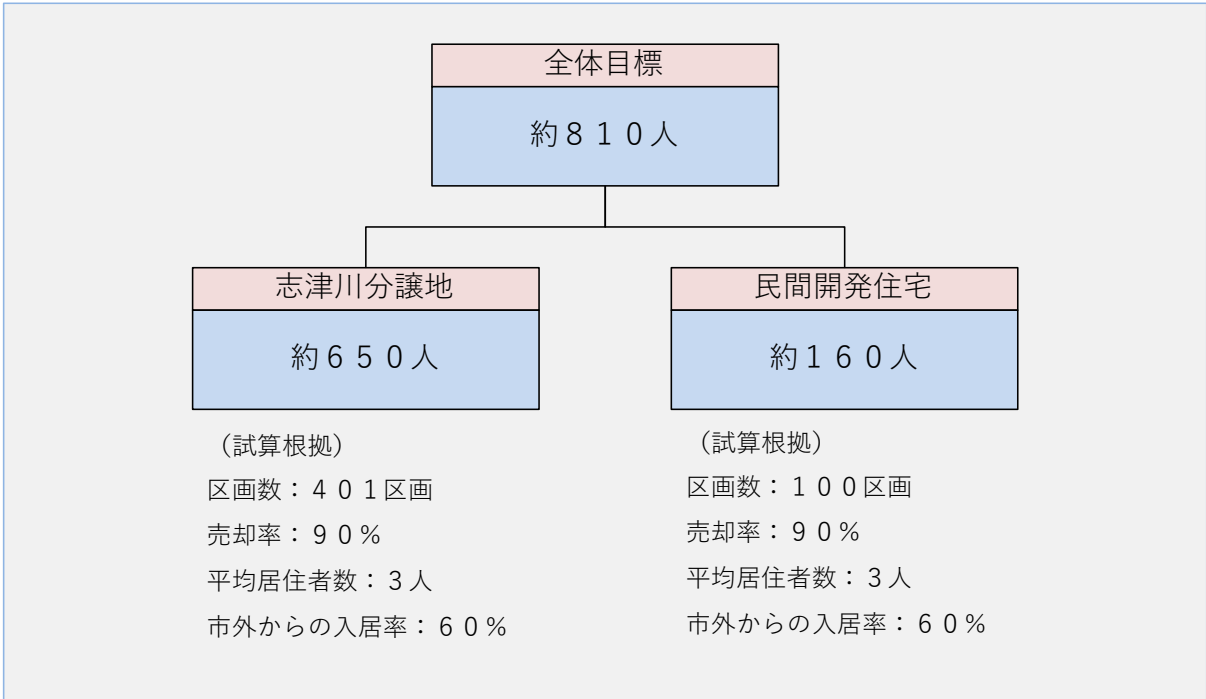 全体目標
約８１０人
志津川分譲地
約６５０人
（試算根拠）
区画数：４０１区画
売却率：９０％
平均居住者数：３人
市外からの入居率：６０％
民間開発住宅
約１６０人
（試算根拠）
区画数：１００区画
売却率：９０％
平均居住者数：３人
市外からの入居率：６０％